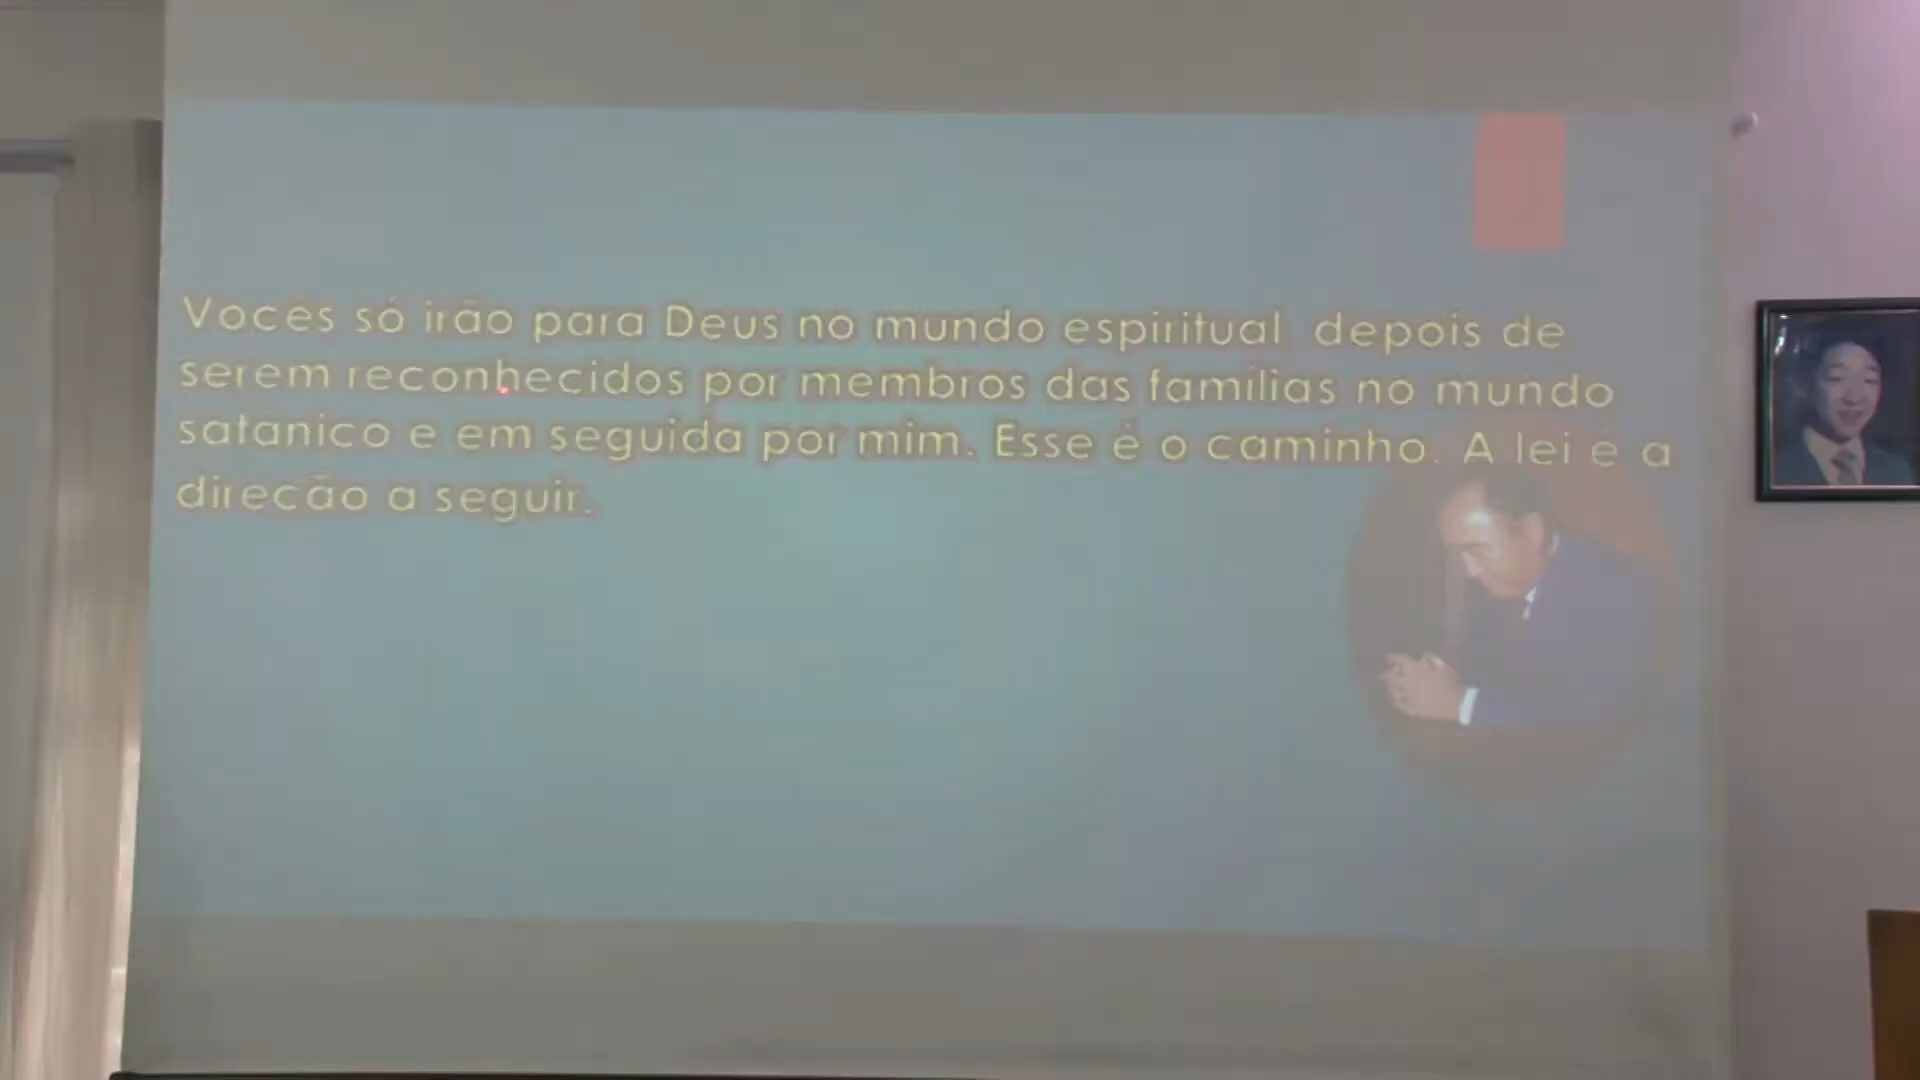 Voces só irão para Deus no mundo espiritual depois de
serem reconhecidos por membros das famílias no mundo
satanico e em seguida por mim. Esse é o caminho. A lei e a
direcão a seguir.